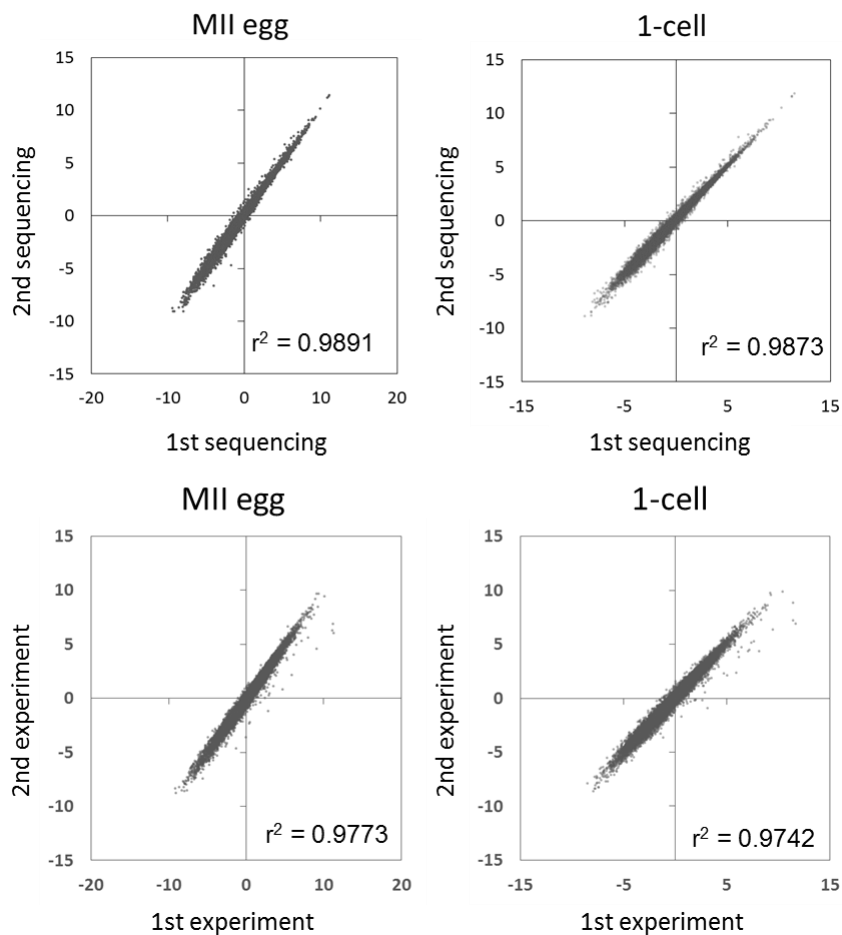 MII egg
15
10
5
0
-5
-10
-15
-20
-10
0
10
20
2nd sequencing
1st sequencing
r² = 0.9891
1-cell
15
10
5
0
-5
-10
-15
-15
-5
5
15
2nd sequencing
1st sequencing
r² = 0.9873
MII egg
15
10
5
0
-5
-10
-15
-20
-10
0
10
20
2nd experiment
1st experiment
r² = 0.9773
1-cell
15
10
5
0
-5
-10
-15
-15
-5
5
15
2nd experiment
1st experiment
r² = 0.9742